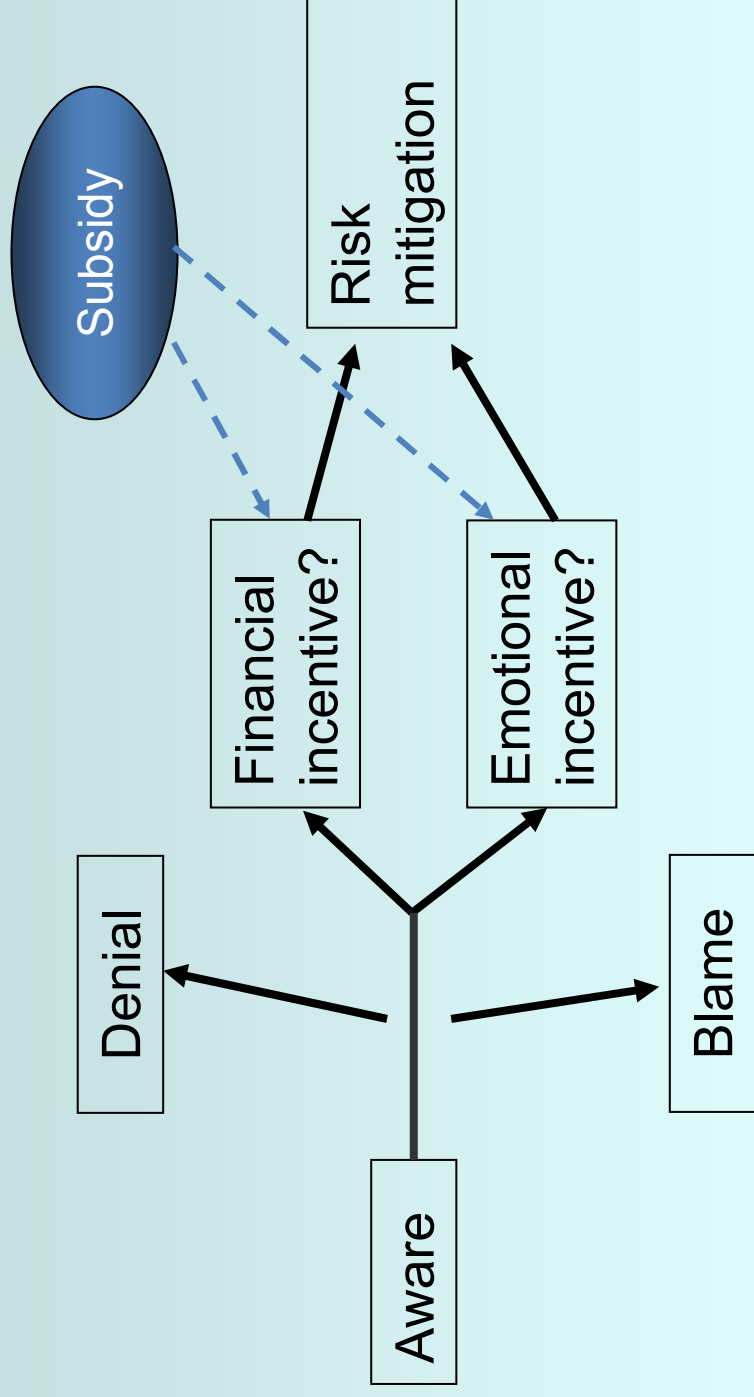 Aware
Denial
Blame
Financial
incentive?
Emotional
incentive?
Subsidy
Risk
mitigation